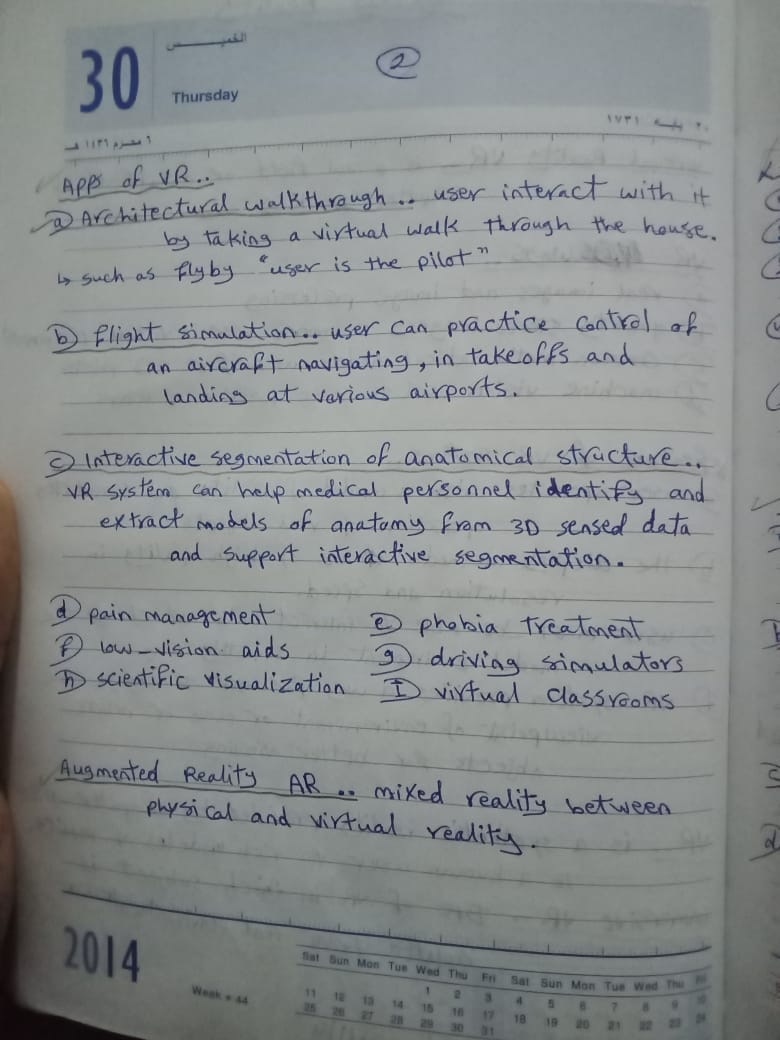 الخميس
30
Thursday
2
٦ محرم ١٤٣٦ هـ
٢٠ بابه ١٧٣١
Apps of VR..
a) Architectural walkthrough.. user interact with it
by taking a virtual walk through the house.
↳ such as flyby "user is the pilot"
b) flight simulation.. user can practice control of
an aircraft navigating, in takeoffs and
landing at various airports.
c) Interactive segmentation of anatomical structure..
VR system can help medical personnel identify and
extract models of anatomy from 3D sensed data
and support interactive segmentation.
d) pain management e) phobia treatment
f) low-vision aids g) driving simulators
h) scientific visualization I) virtual classrooms
Augmented Reality AR.. mixed reality between
physical and virtual reality.
2014
Week 44
Sat Sun Mon Tue Wed Thu Fri Sat Sun Mon Tue Wed Thu Fri
1 2 3 4 5 6 7 8 9 10
11 12 13 14 15 16 17 18 19 20 21 22 23 24
25 26 27 28 29 30 31